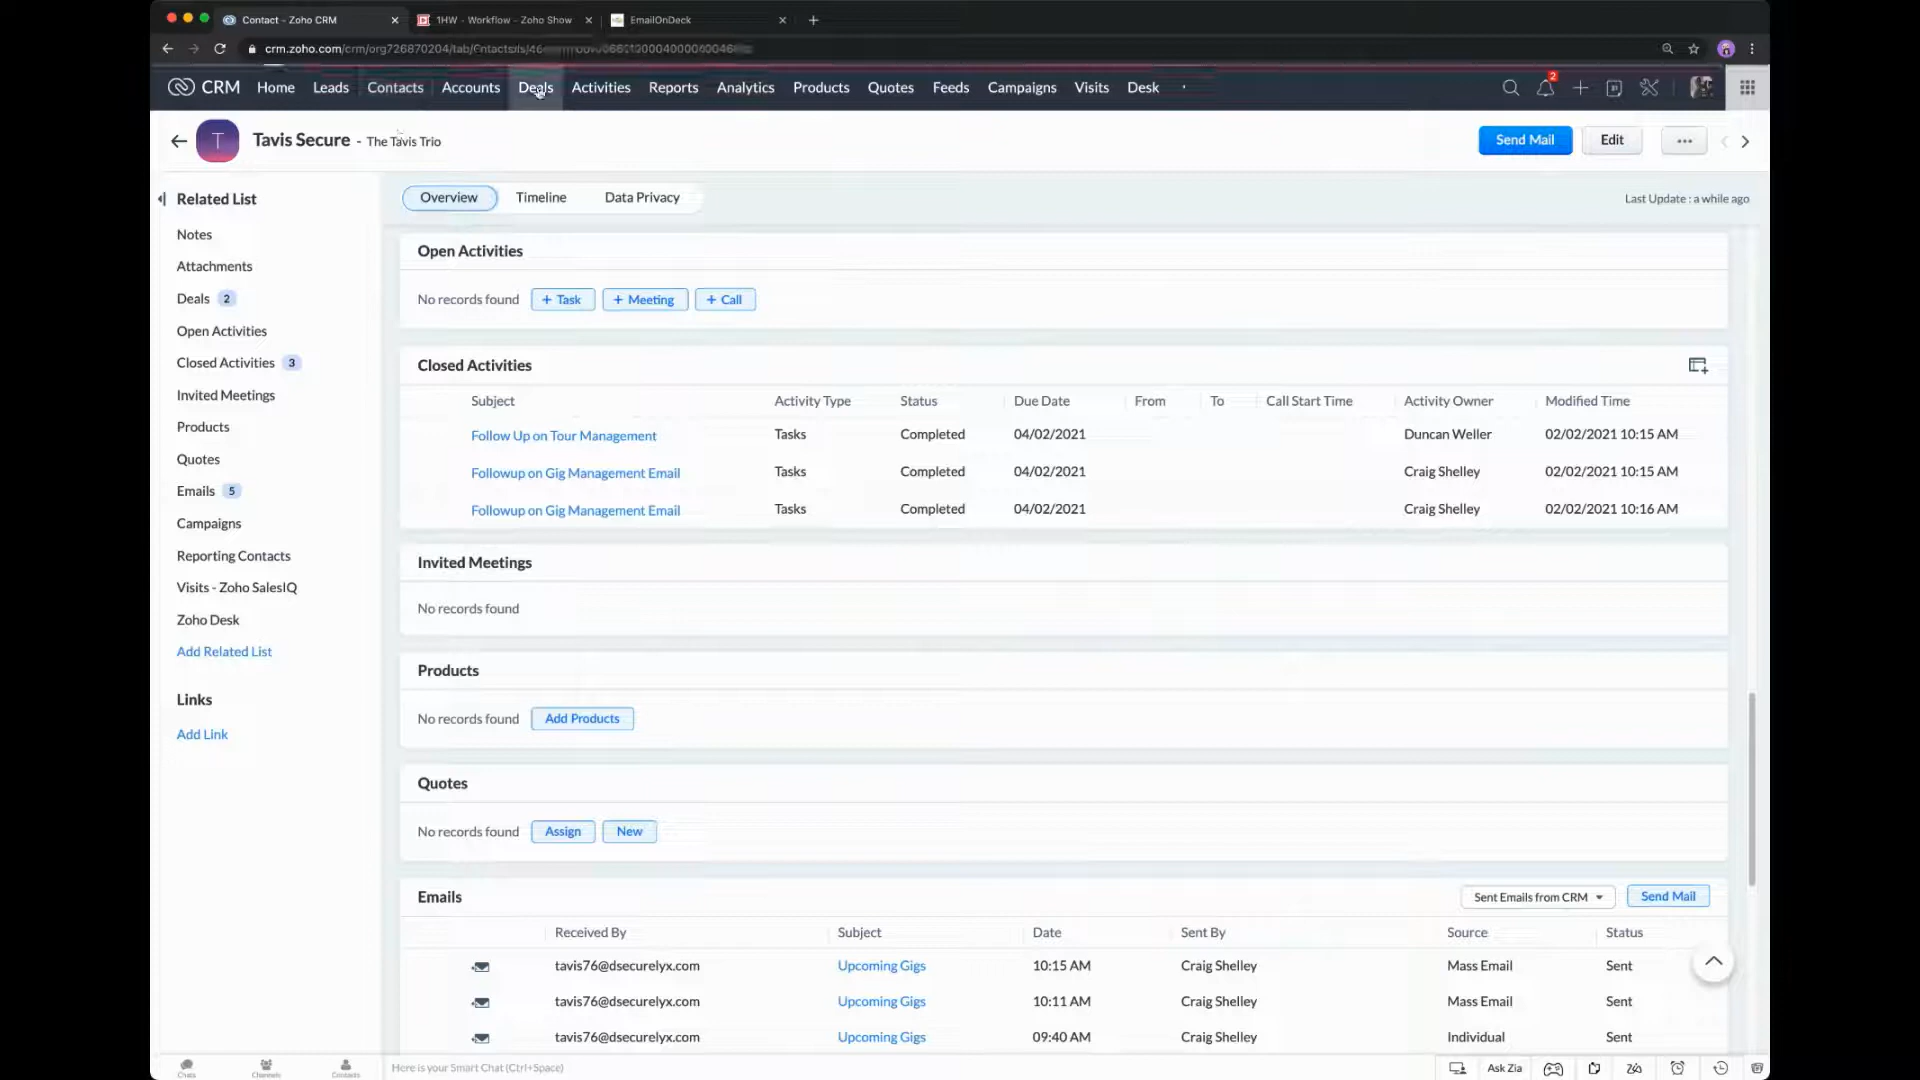 Contact - Zoho CRM
1HW - Workflow - Zoho Show
EmailOnDeck
CRM Home Leads Contacts Accounts Deals Activities Reports Analytics Products Quotes Feeds Campaigns Visits Desk
2
T Tavis Secure - The Tavis Trio
Send Mail Edit
Related List
Notes
Attachments
Deals 2
Open Activities
Closed Activities 3
Invited Meetings
Products
Quotes
Emails 5
Campaigns
Reporting Contacts
Visits - Zoho SalesIQ
Zoho Desk
Add Related List
Links
Add Link
Overview Timeline Data Privacy
Last Update : a while ago
Open Activities
No records found + Task + Meeting + Call
Closed Activities
Subject Activity Type Status Due Date From To Call Start Time Activity Owner Modified Time
Follow Up on Tour Management Tasks Completed 04/02/2021 Duncan Weller 02/02/2021 10:15 AM
Followup on Gig Management Email Tasks Completed 04/02/2021 Craig Shelley 02/02/2021 10:15 AM
Followup on Gig Management Email Tasks Completed 04/02/2021 Craig Shelley 02/02/2021 10:16 AM
Invited Meetings
No records found
Products
No records found Add Products
Quotes
No records found Assign New
Emails
Sent Emails from CRM Send Mail
Received By Subject Date Sent By Source Status
tavis76@dsecurelyx.com Upcoming Gigs 10:15 AM Craig Shelley Mass Email Sent
tavis76@dsecurelyx.com Upcoming Gigs 10:11 AM Craig Shelley Mass Email Sent
tavis76@dsecurelyx.com Upcoming Gigs 09:40 AM Craig Shelley Individual Sent
Chats Channels Contacts
Here is your Smart Chat (Ctrl+Space)
Ask Zia